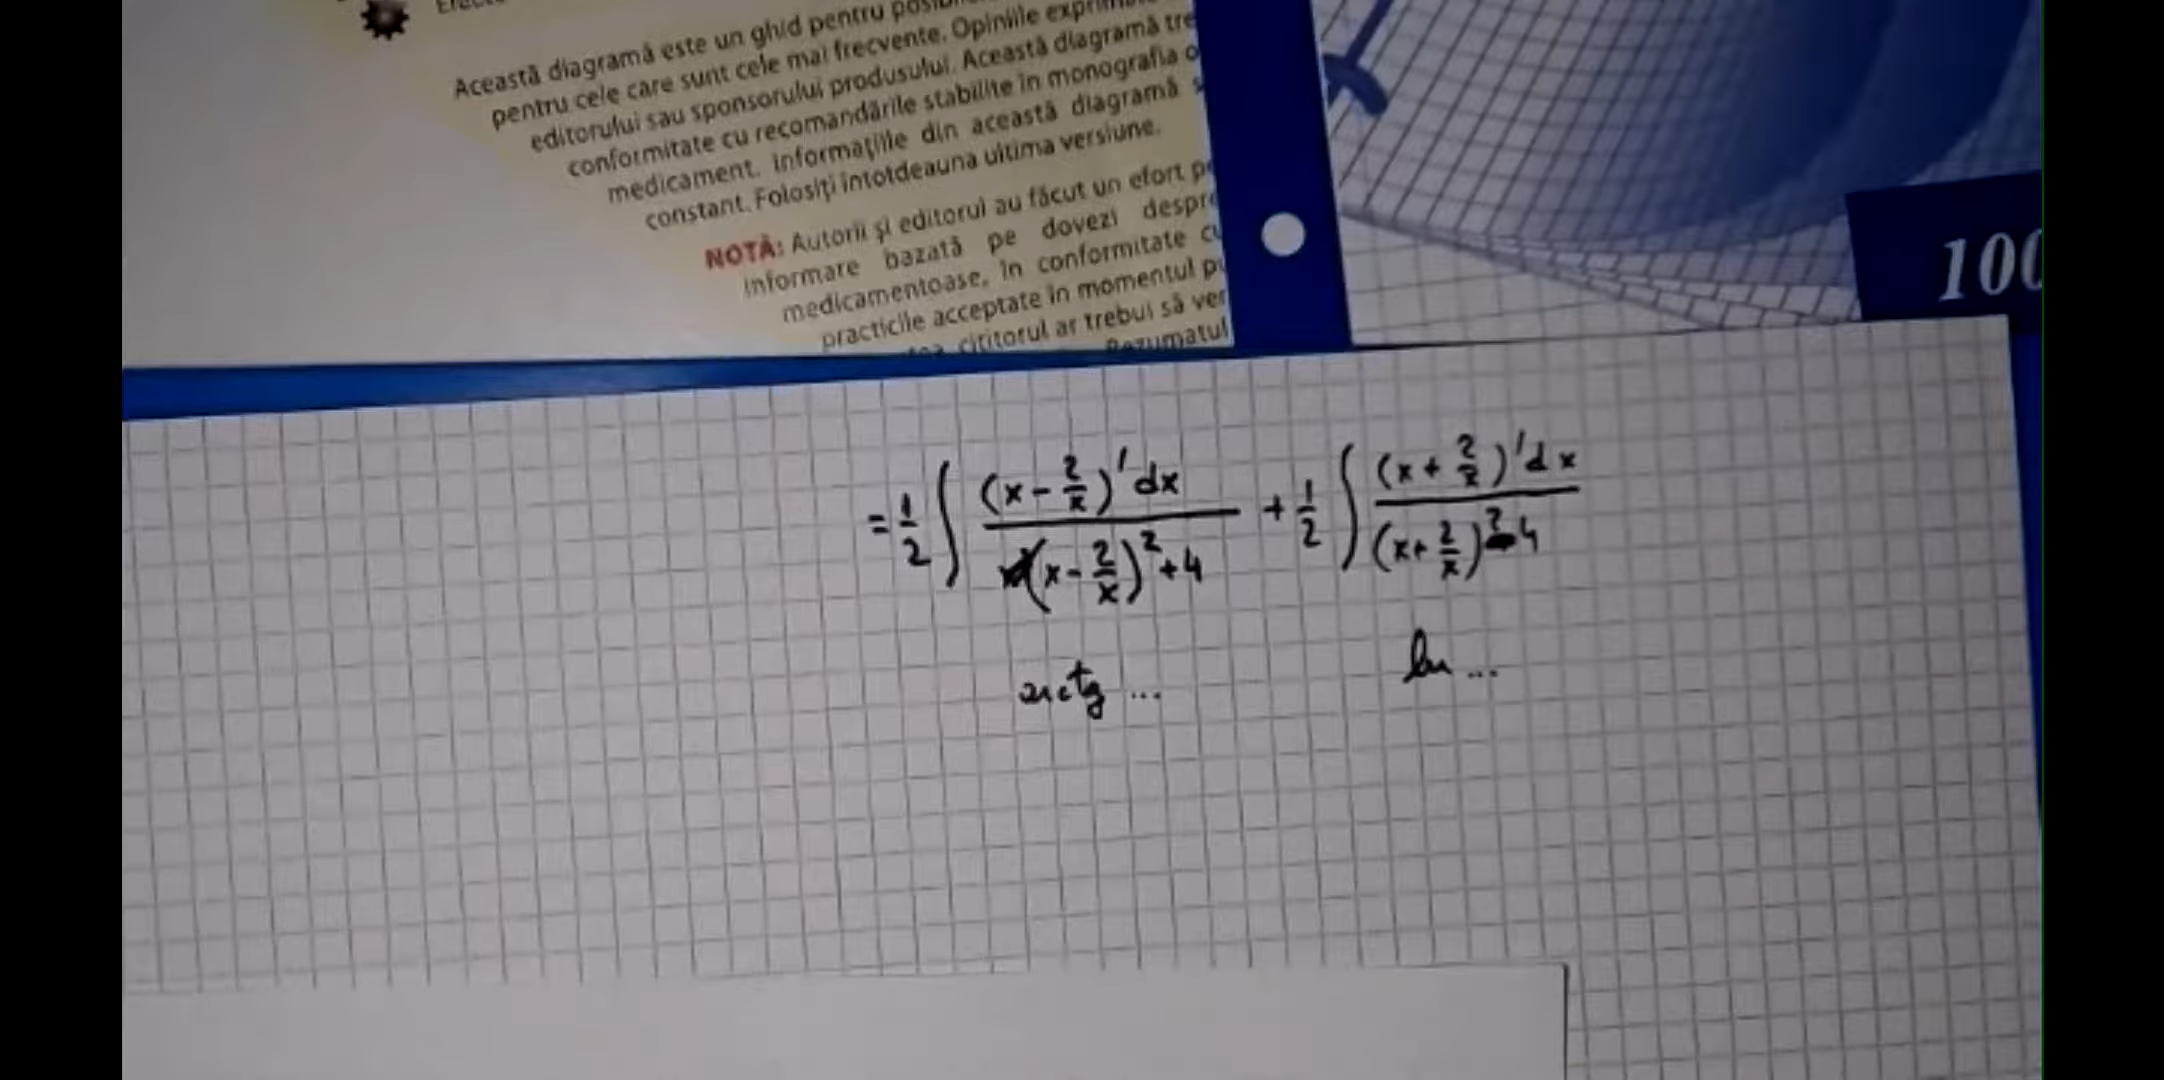 Această diagramă este un ghid pentru
pentru cele care sunt cele mai frecvente. Opiniile
editorului sau sponsorului produsului. Această diagramă
conformitate cu recomandările stabilite în monografia
medicament. Informațiile din această diagramă
constant. Folosiți întotdeauna ultima versiune.
NOTĂ: Autorii și editorul au făcut un efort
informare bazată pe dovezi despre
medicamentoase, în conformitate
practicile acceptate în momentul
cititorul ar trebui să
Rezumatul
100
= 1/2 ∫ (x - 2/x)' dx / (x - 2/x)² + 4 + 1/2 ∫ (x + 2/x)' dx / (x + 2/x)² - 4
arctg ... ln ...